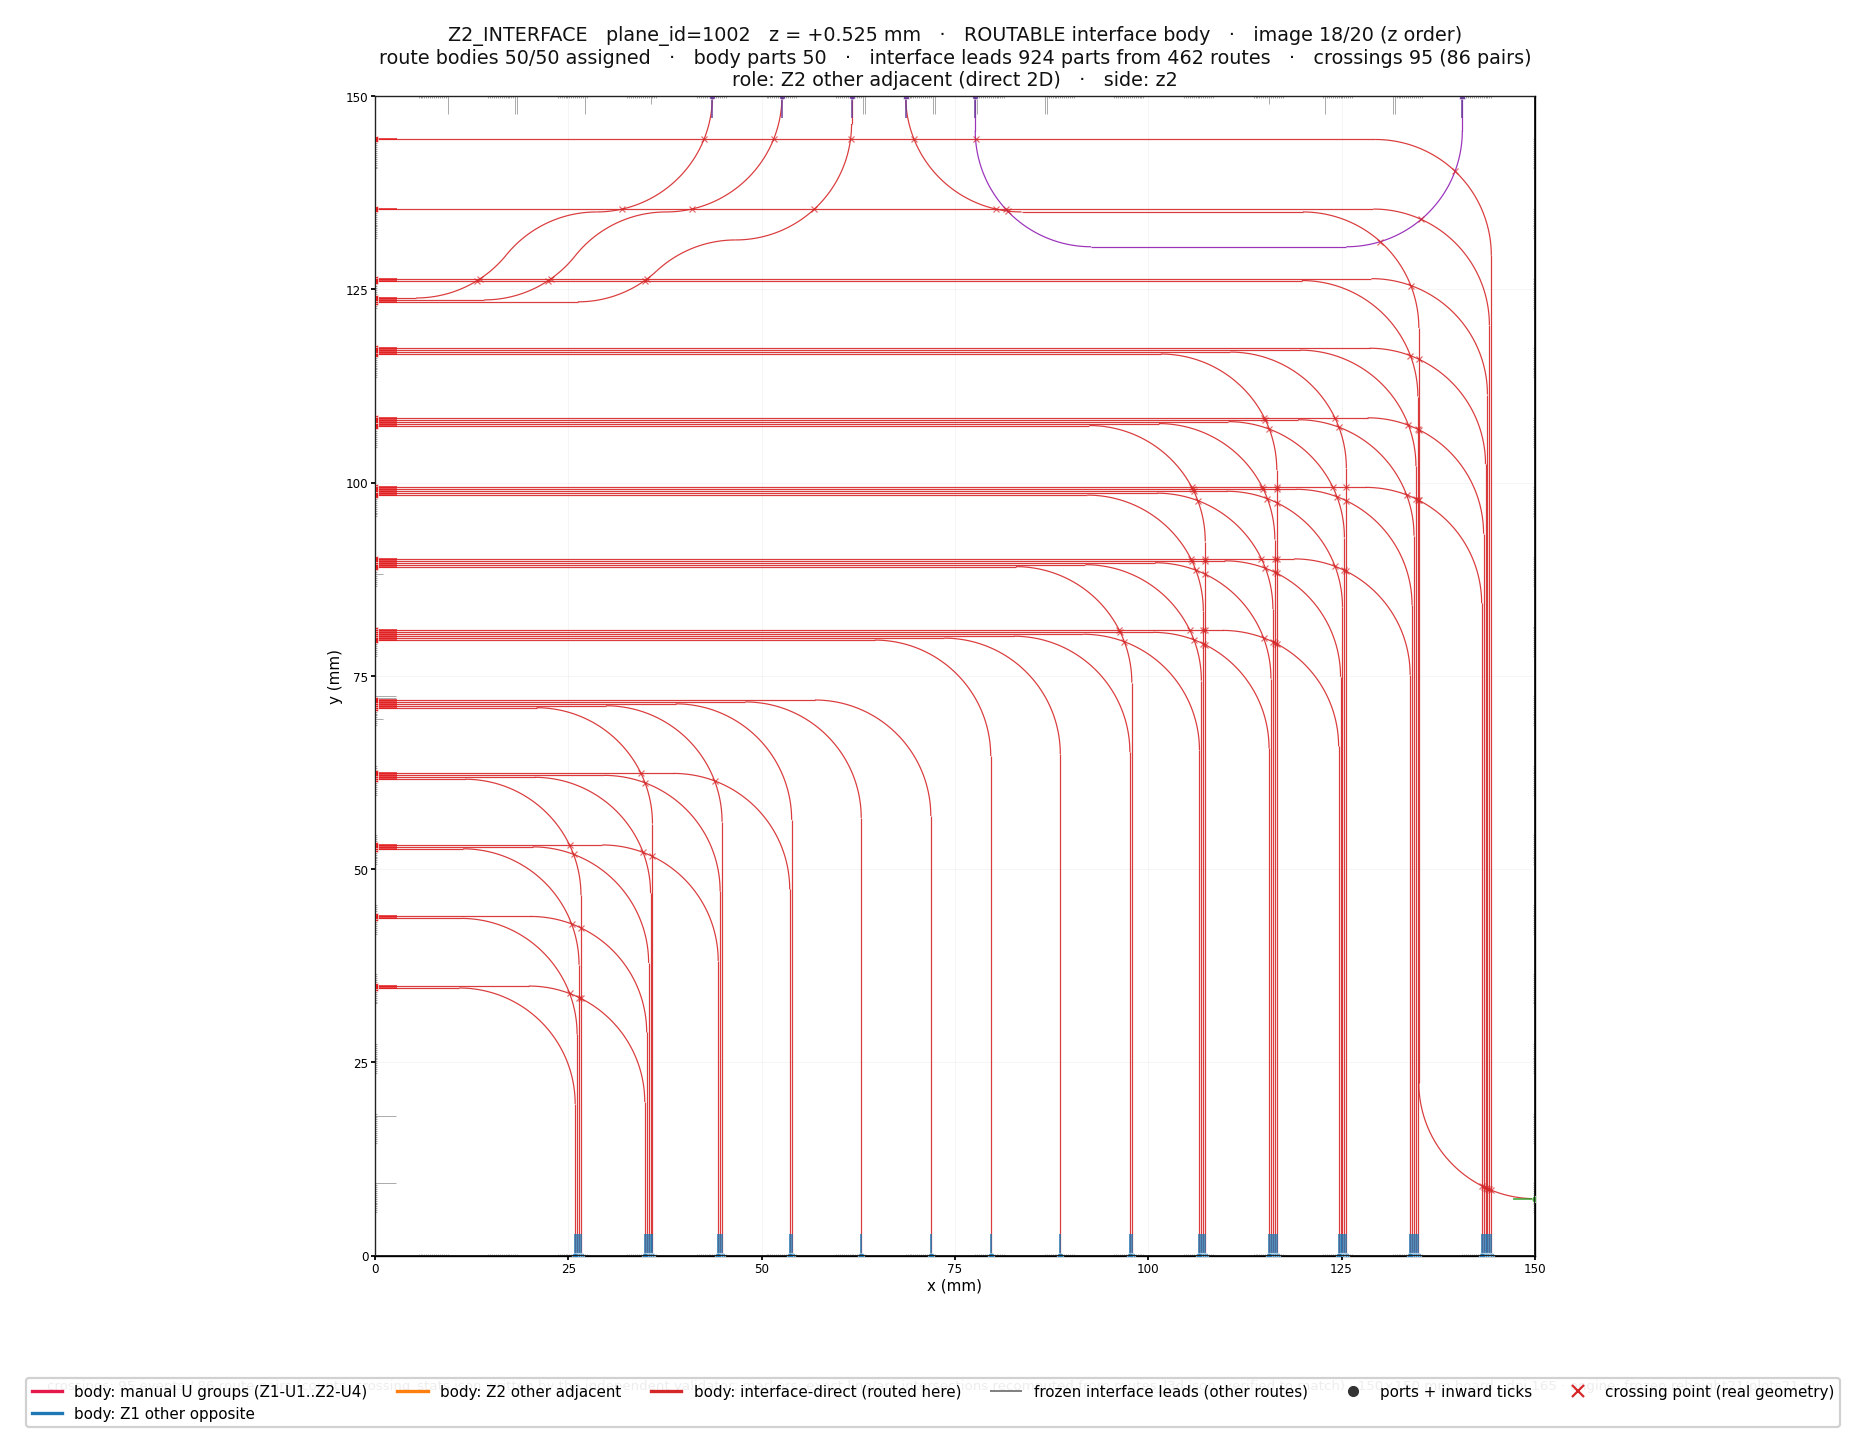 Z2_INTERFACE plane_id=1002 z = +0.525 mm · ROUTABLE interface body · image 18/20 (z order)
route bodies 50/50 assigned · body parts 50 · interface leads 924 parts from 462 routes · crossings 95 (86 pairs)
role: Z2 other adjacent (direct 2D) · side: z2
150
125
100
75
50
25
0
y (mm)
0 25 50 75 100 125 150
x (mm)
body: manual U groups (Z1-U1..Z2-U4) body: Z2 other adjacent body: interface-direct (routed here) frozen interface leads (other routes) ports + inward ticks crossing point (real geometry)
body: Z1 other opposite